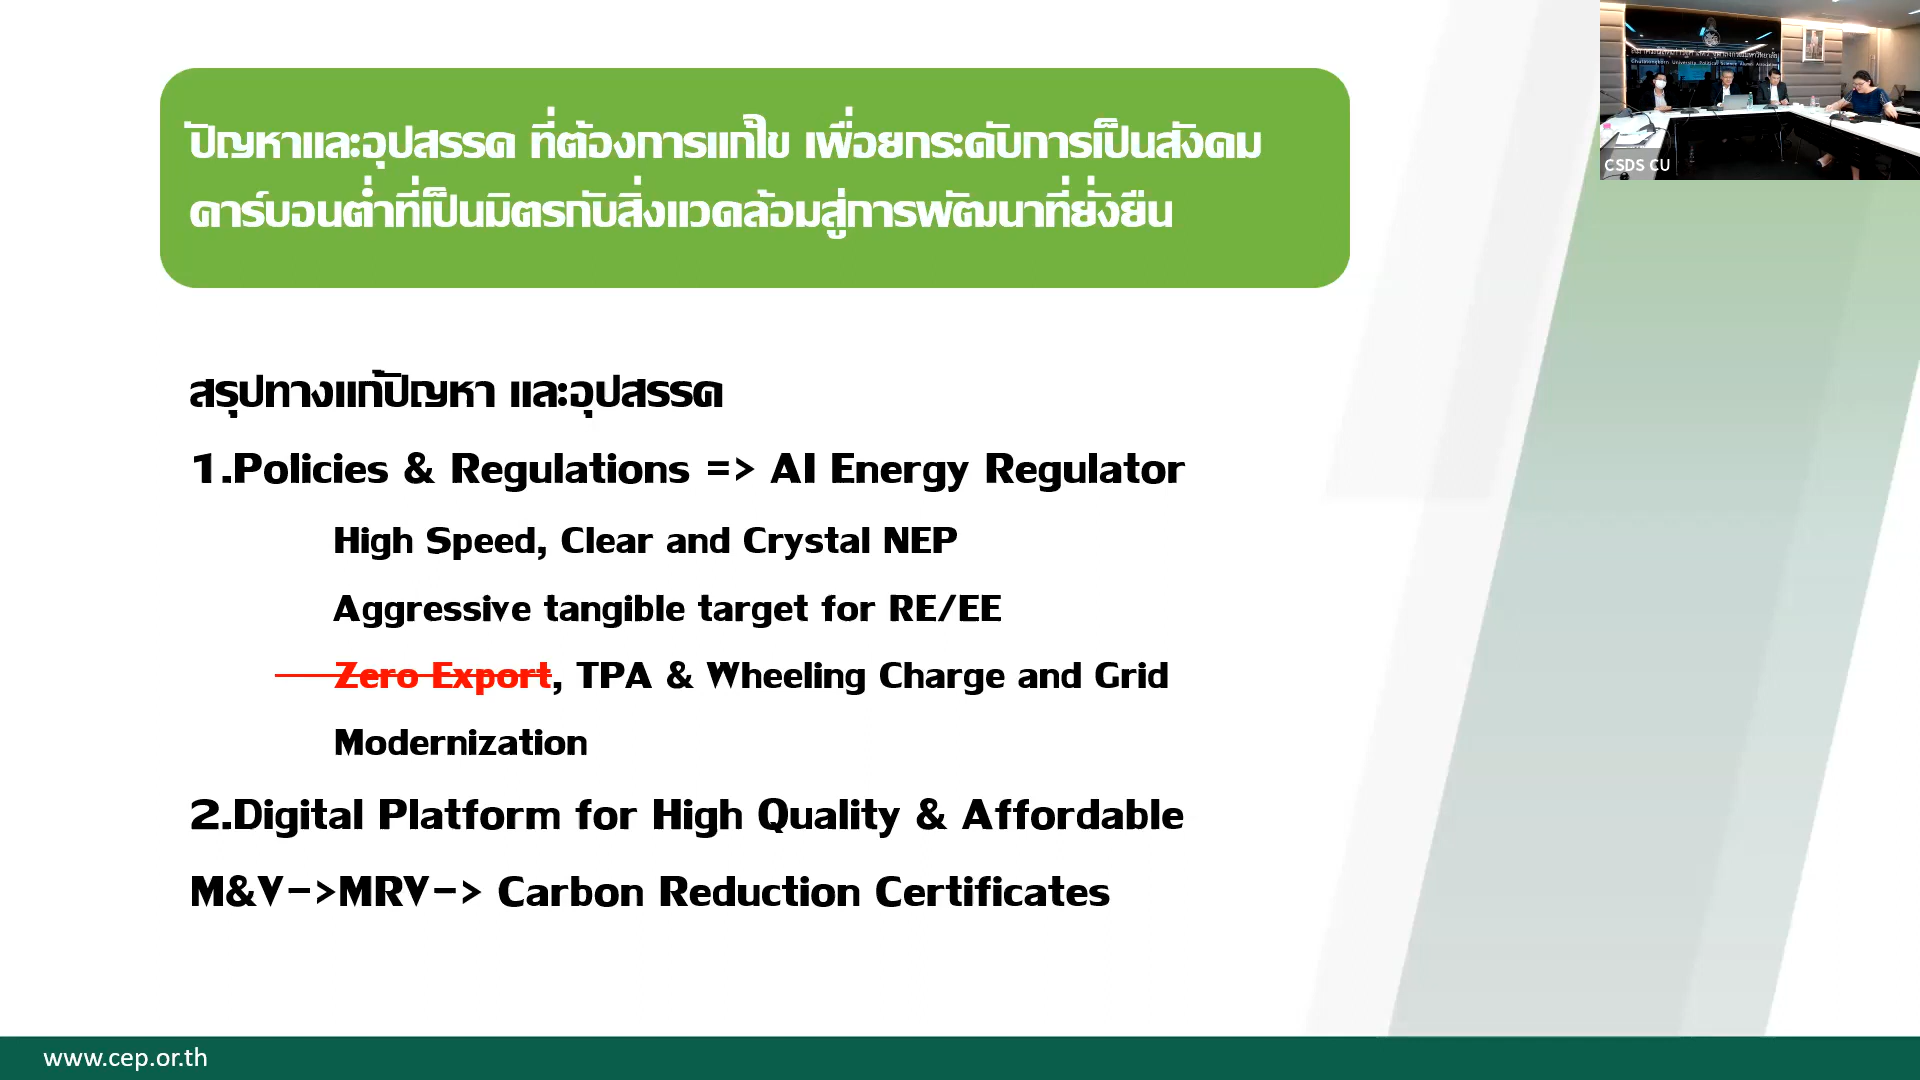 ปัญหาและอุปสรรค ที่ต้องการแก้ไข เพื่อยกระดับการเป็นสังคม
คาร์บอนต่ำที่เป็นมิตรกับสิ่งแวดล้อมสู่การพัฒนาที่ยั่งยืน
CSDS CU
สรุปทางแก้ปัญหา และอุปสรรค
1.Policies & Regulations => AI Energy Regulator
High Speed, Clear and Crystal NEP
Aggressive tangible target for RE/EE
Zero Export, TPA & Wheeling Charge and Grid
Modernization
2.Digital Platform for High Quality & Affordable
M&V->MRV-> Carbon Reduction Certificates
www.cep.or.th